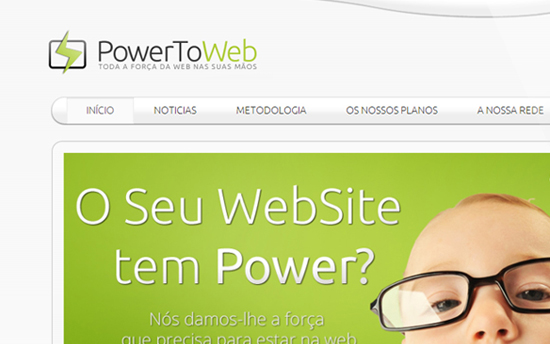 PowerToWeb
TODA A FORÇA DA WEB NAS SUAS MÃOS
INÍCIO NOTICIAS METODOLOGIA OS NOSSOS PLANOS A NOSSA REDE
O Seu WebSite
tem Power?
Nós damos-lhe a força
que precisa para estar na web